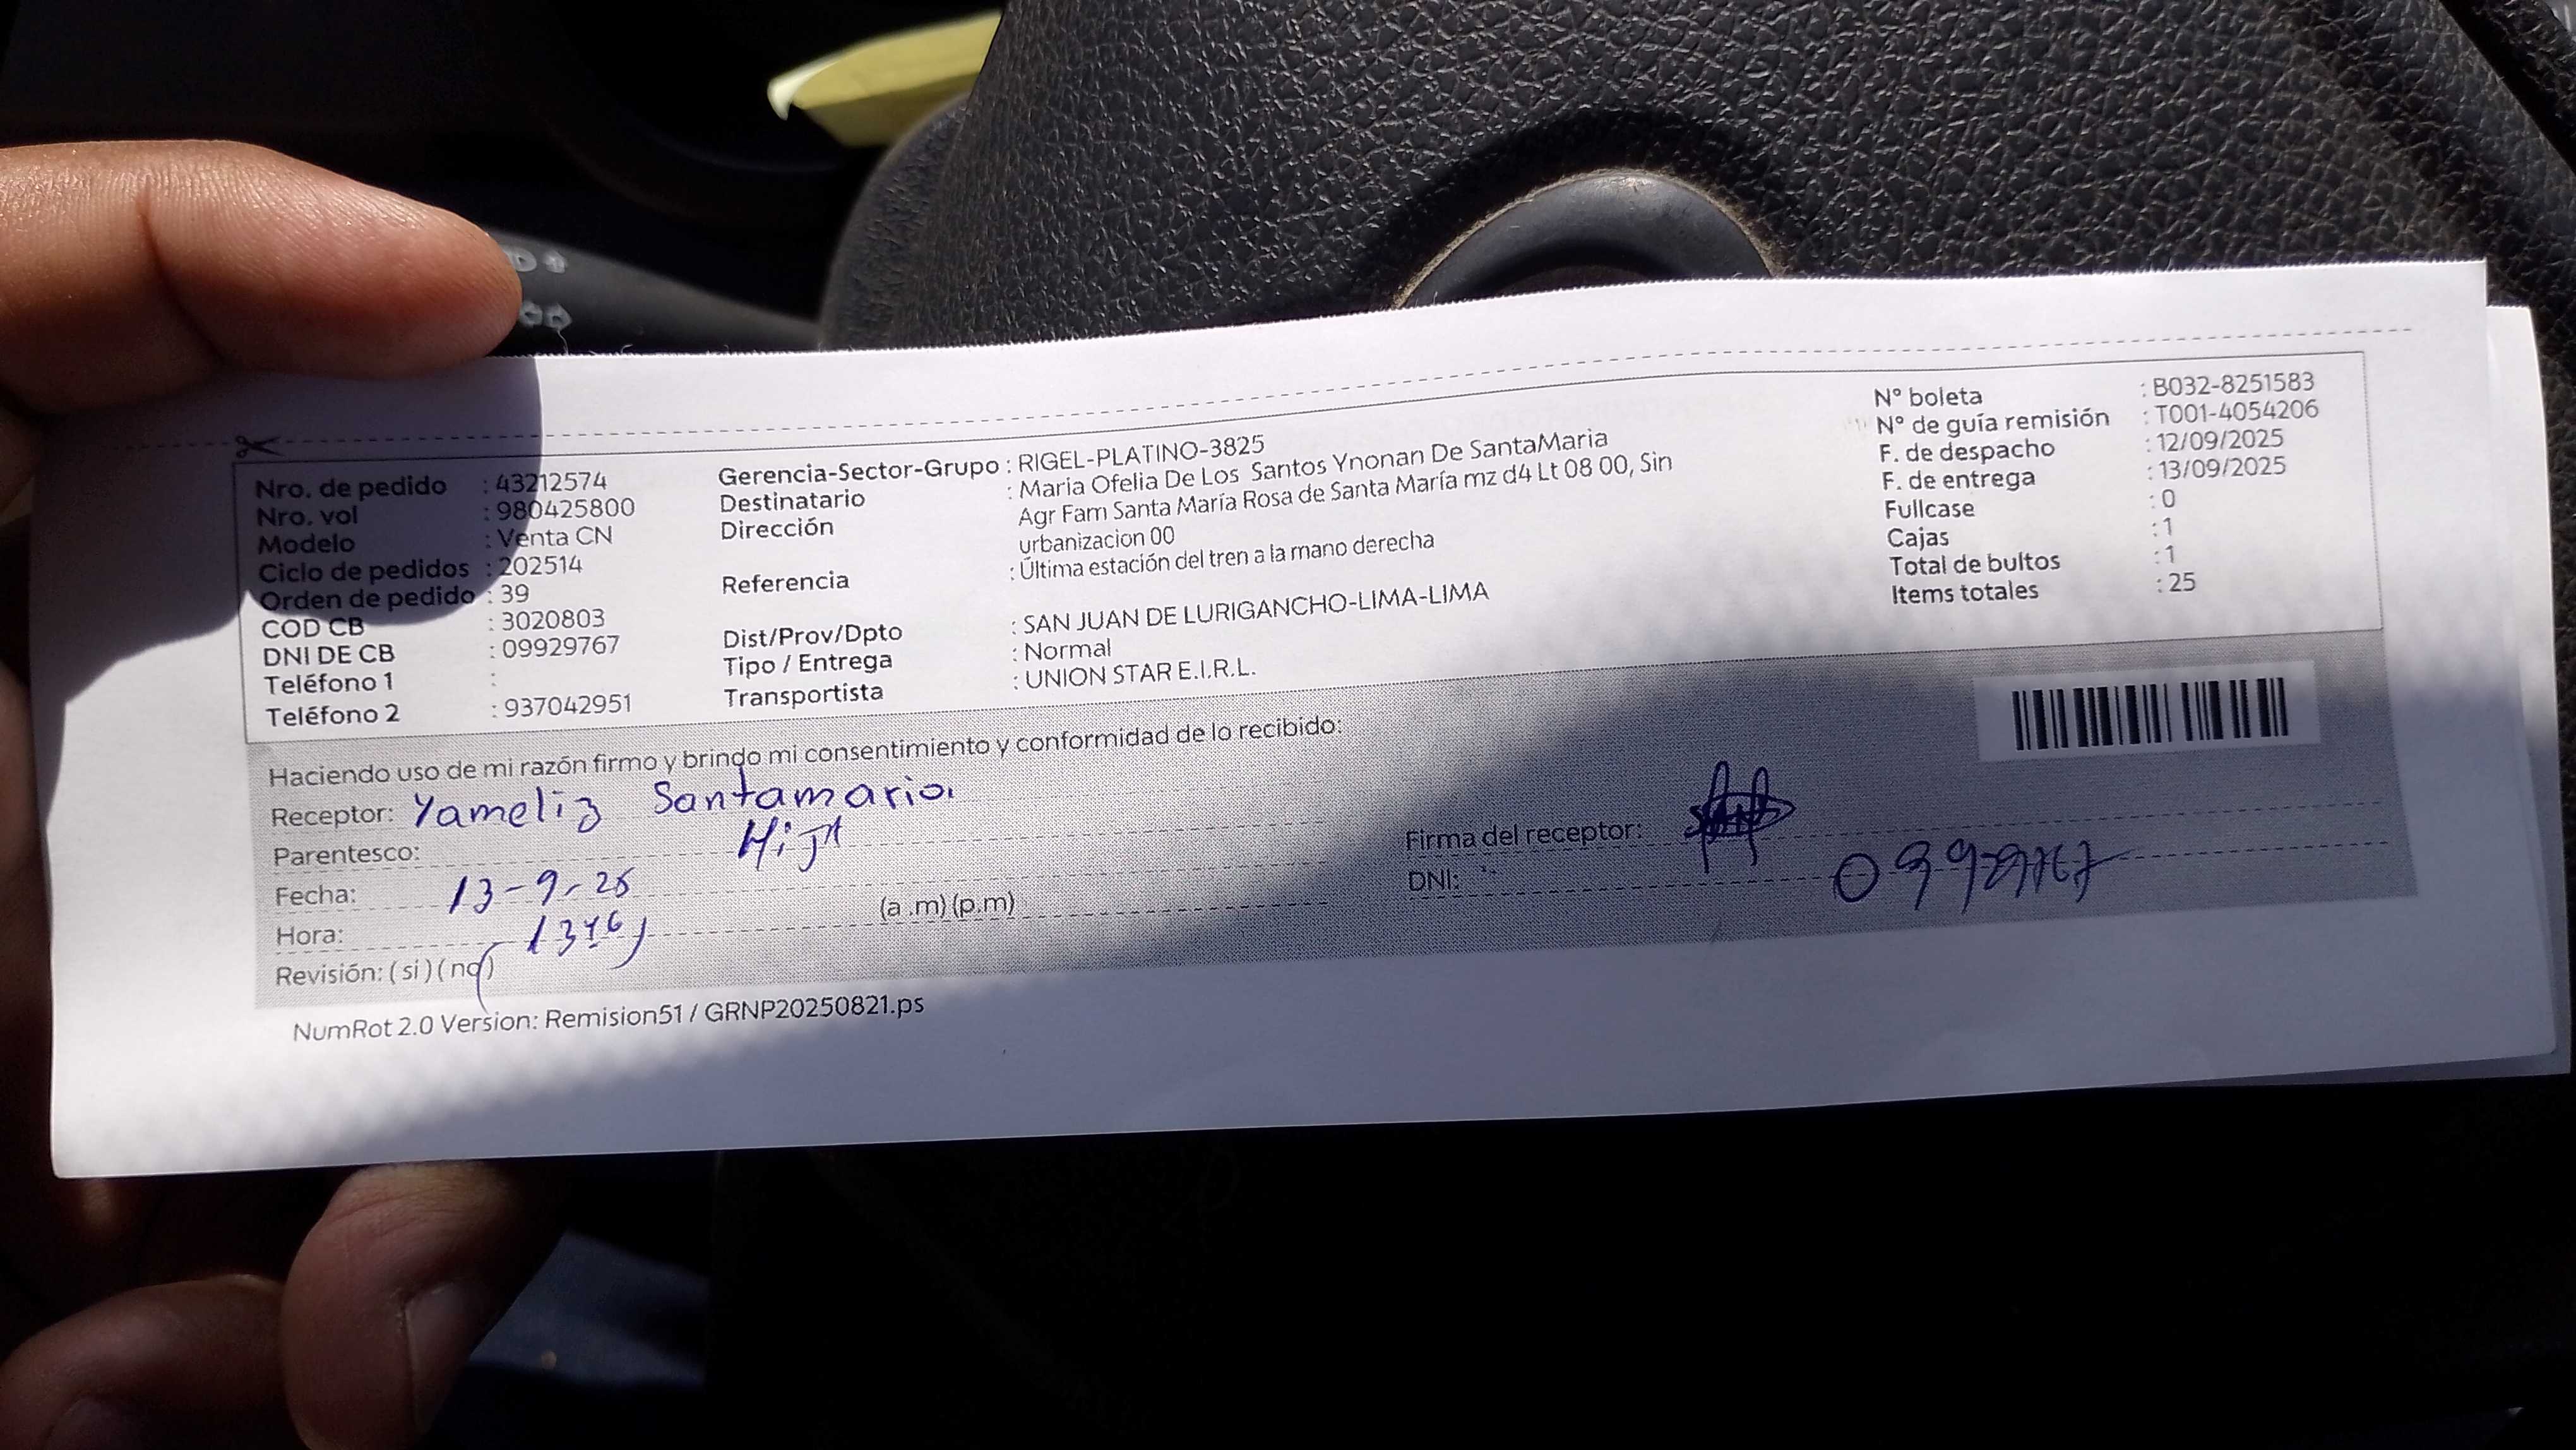 Nro. de pedido : 43212574
Nro. vol : 980425800
Modelo : Venta CN
Ciclo de pedidos : 202514
Orden de pedido : 39
COD CB : 3020803
DNI DE CB : 09929767
Teléfono 1 :
Teléfono 2 : 937042951
Gerencia-Sector-Grupo : RIGEL-PLATINO-3825
Destinatario : Maria Ofelia De Los Santos Ynonan De SantaMaria
Dirección Agr Fam Santa María Rosa de Santa María mz d4 Lt 08 00, Sin
urbanizacion 00
Referencia : Última estación del tren a la mano derecha
Dist/Prov/Dpto : SAN JUAN DE LURIGANCHO-LIMA-LIMA
Tipo / Entrega : Normal
Transportista : UNION STAR E.I.R.L.
N° boleta : B032-8251583
N° de guía remisión : T001-4054206
F. de despacho : 12/09/2025
F. de entrega : 13/09/2025
Fullcase : 0
Cajas : 1
Total de bultos : 1
Items totales : 25
Haciendo uso de mi razón firmo y brindo mi consentimiento y conformidad de lo recibido:
Receptor: Yameliz Santamaria
Parentesco: HiJA
Fecha: 13-9-25
Hora: (a .m) (p.m)
Revisión: ( si ) ( no )
Firma del receptor:
DNI: 09929767
NumRot 2.0 Version: Remision51 / GRNP20250821.ps